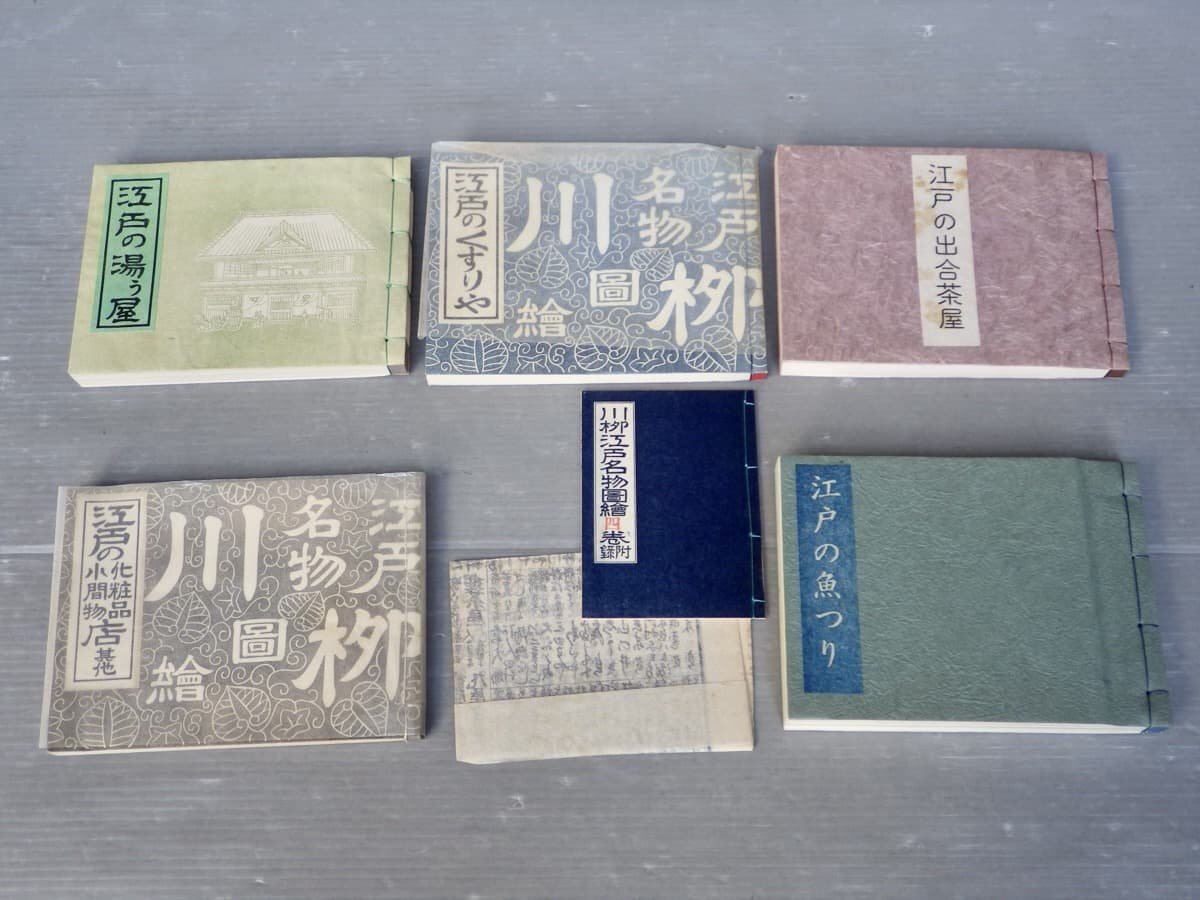 江戸の湯う屋
江戸のくすりや
川柳
江戸
名物
圖繪
江戸の出合茶屋
江戸の化粧品小間物店其他
川柳
江戸
名物
圖繪
川柳江戸名物圖繪四巻附録
江戸の魚つり